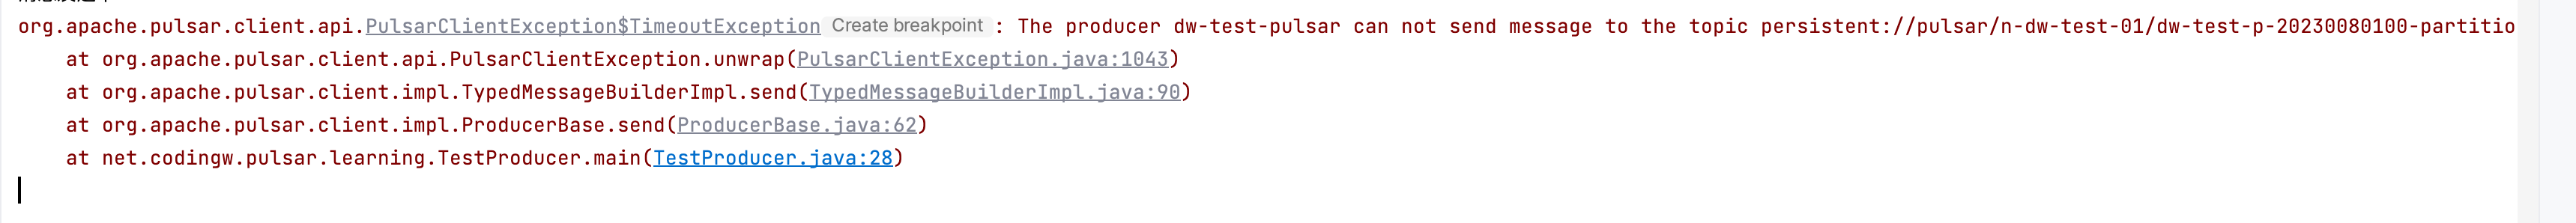 org.apache.pulsar.client.api.PulsarClientException$TimeoutException Create breakpoint : The producer dw-test-pulsar can not send message to the topic persistent://pulsar/n-dw-test-01/dw-test-p-20230080100-partitio
at org.apache.pulsar.client.api.PulsarClientException.unwrap(PulsarClientException.java:1043)
at org.apache.pulsar.client.impl.TypedMessageBuilderImpl.send(TypedMessageBuilderImpl.java:90)
at org.apache.pulsar.client.impl.ProducerBase.send(ProducerBase.java:62)
at net.codingw.pulsar.learning.TestProducer.main(TestProducer.java:28)